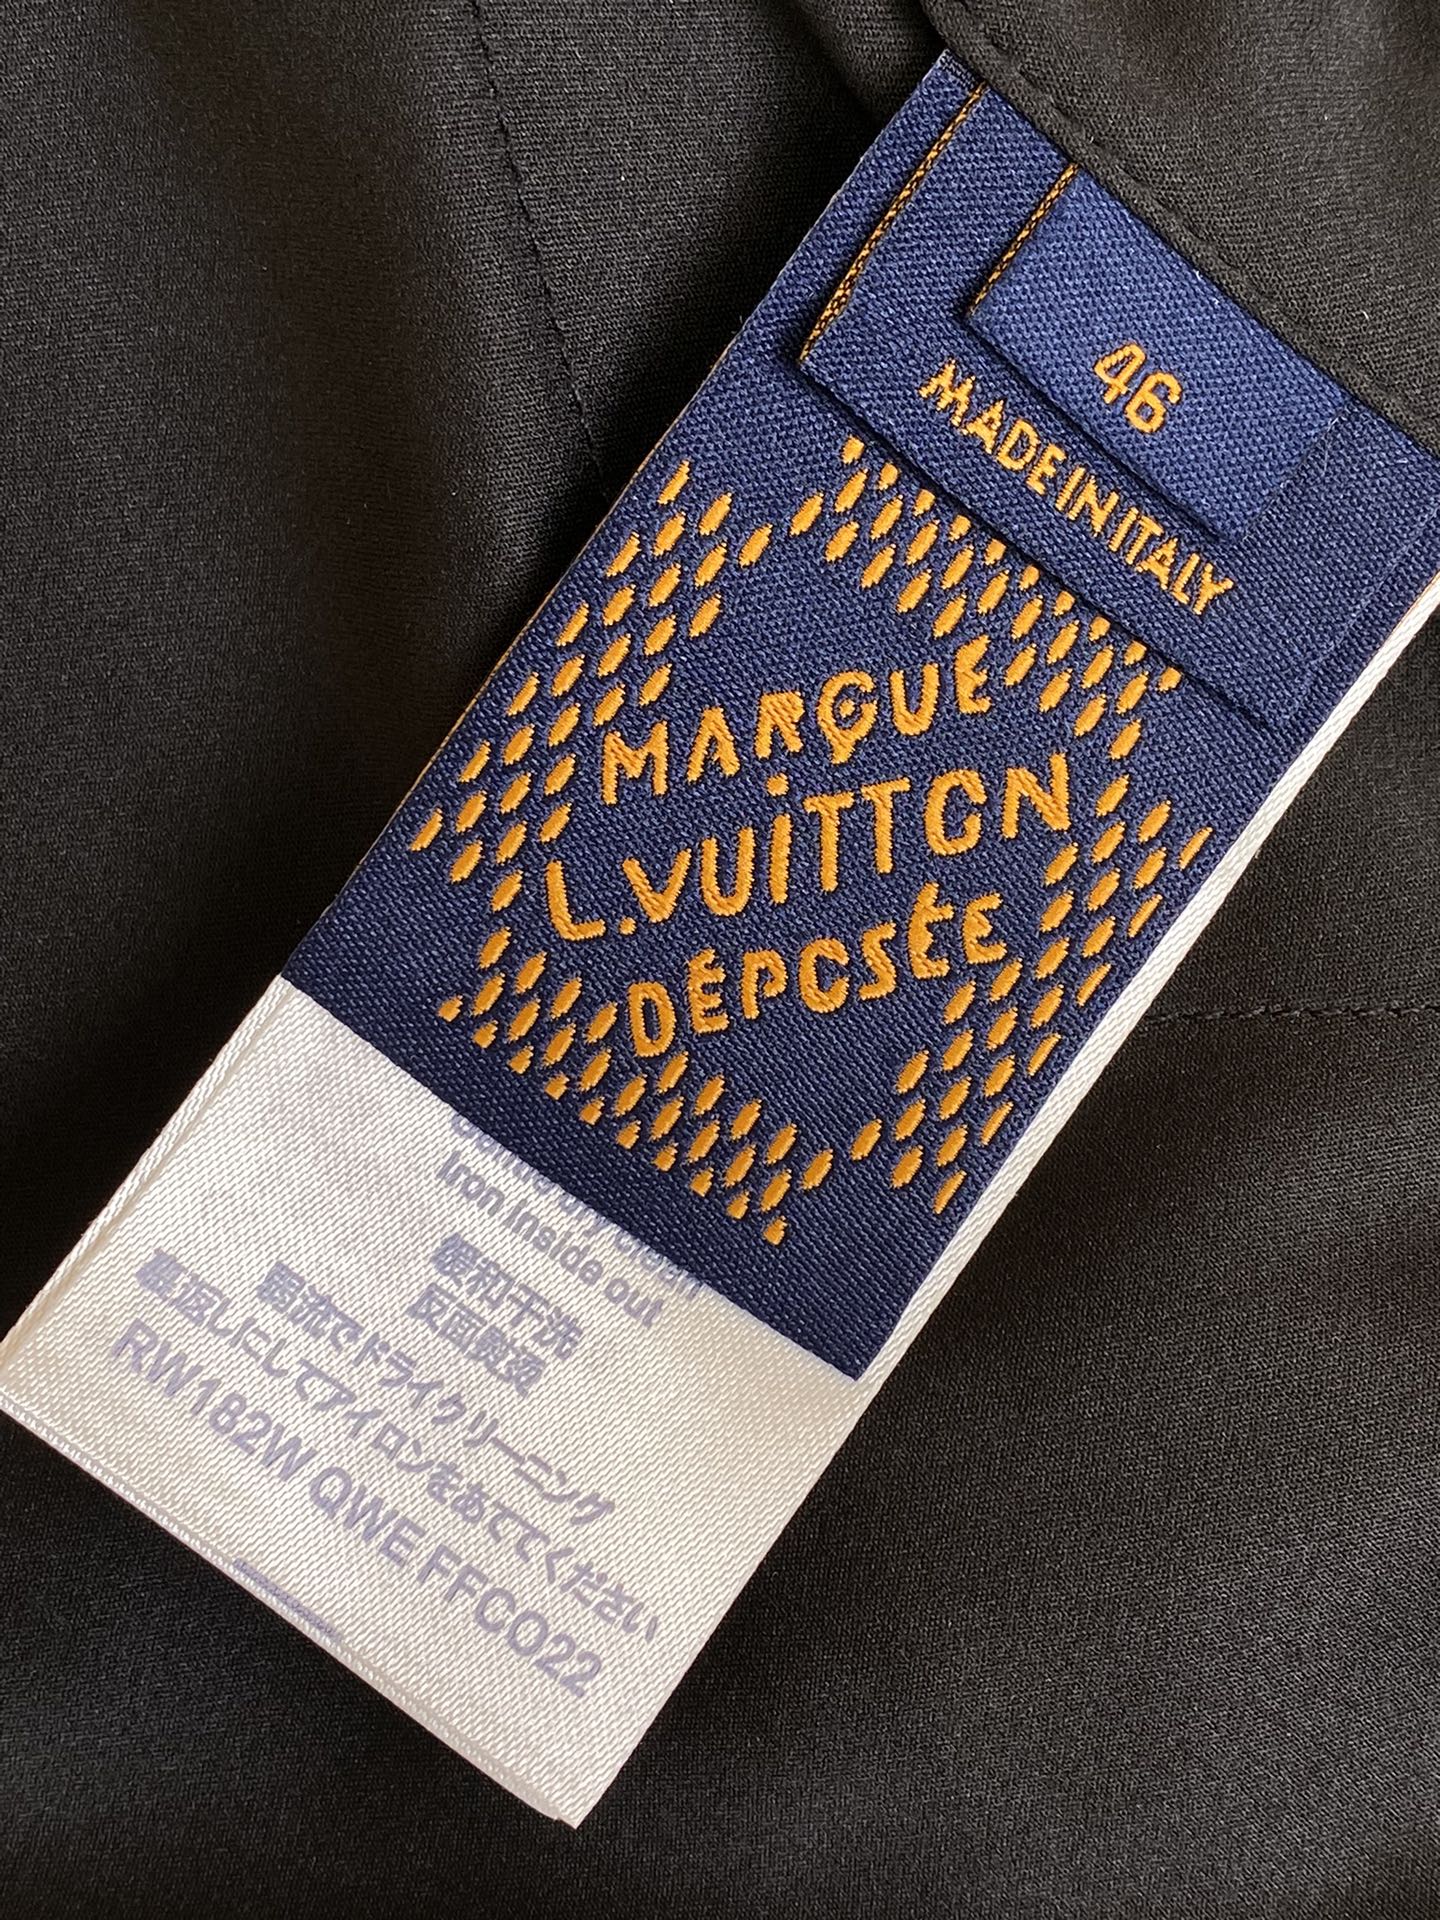 46
MADE IN ITALY
MARQUE
L.VUITTON
DÉPOSÉE
Iron inside out
緩和干洗
反面熨烫
弱流でドライクリーニング
裏返しにしてアイロンをあててください
RW182W QWE FFCO22